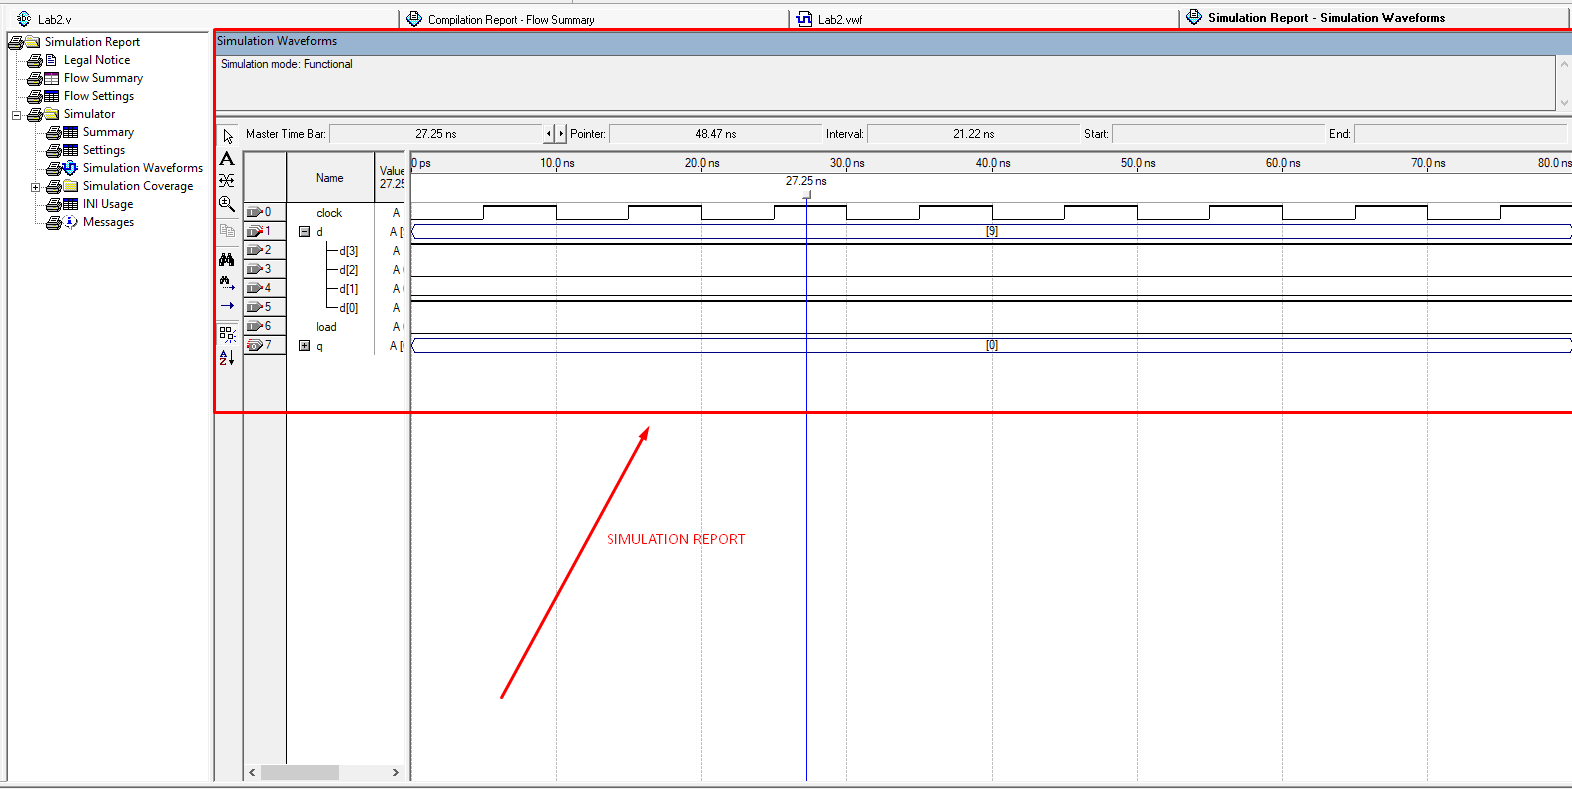 Lab2.v
Compilation Report - Flow Summary
Lab2.vwf
Simulation Report - Simulation Waveforms
Simulation Report
Legal Notice
Flow Summary
Flow Settings
Simulator
Summary
Settings
Simulation Waveforms
Simulation Coverage
INI Usage
Messages
Simulation Waveforms
Simulation mode: Functional
Master Time Bar: 27.25 ns Pointer: 48.47 ns Interval: 21.22 ns Start: End:
Name
Value
27.25
0 ps 10.0 ns 20.0 ns 30.0 ns 40.0 ns 50.0 ns 60.0 ns 70.0 ns 80.0 ns
27.25 ns
0 clock A
1 d A [ [9]
2 d[3] A
3 d[2] A
4 d[1] A
5 d[0] A
6 load A
7 q A [ [0]
SIMULATION REPORT